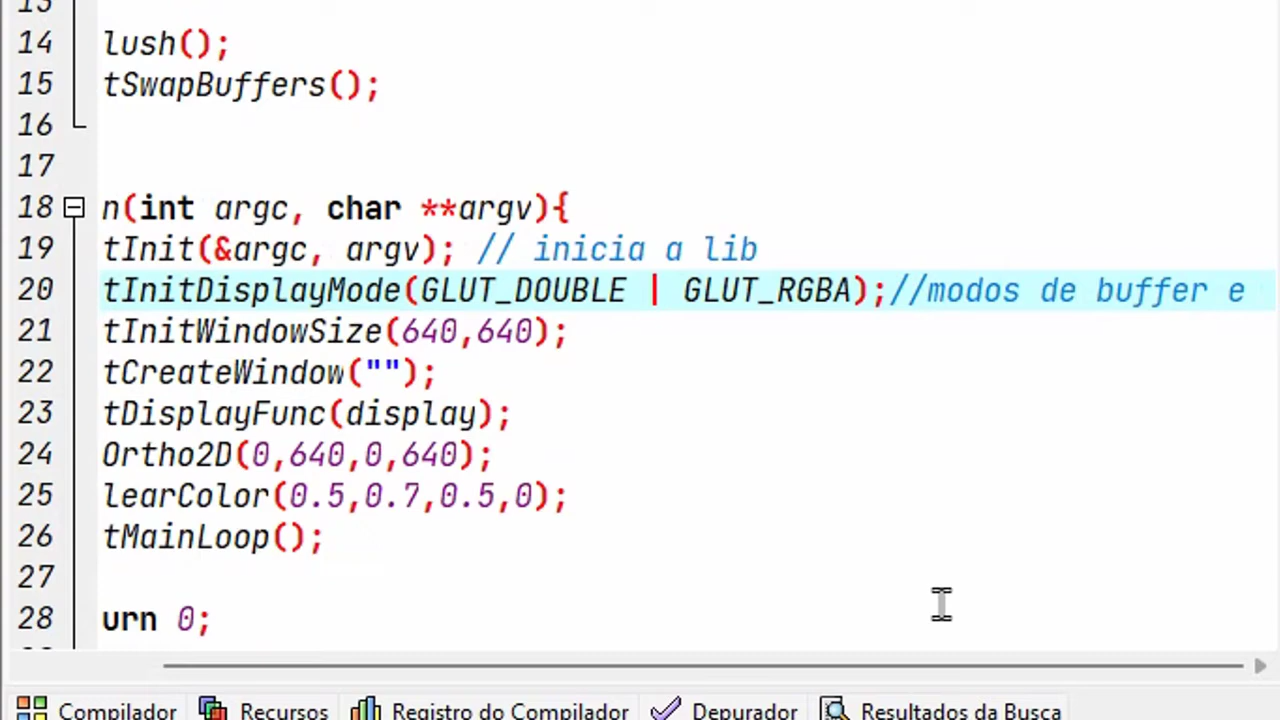 13
14 lush();
15 tSwapBuffers();
16
17
18 n(int argc, char **argv){
19 tInit(&argc, argv); // inicia a lib
20 tInitDisplayMode(GLUT_DOUBLE | GLUT_RGBA);//modos de buffer e
21 tInitWindowSize(640,640);
22 tCreateWindow("");
23 tDisplayFunc(display);
24 Ortho2D(0,640,0,640);
25 learColor(0.5,0.7,0.5,0);
26 tMainLoop();
27
28 urn 0;
Compilador Recursos Registro do Compilador Depurador Resultados da Busca